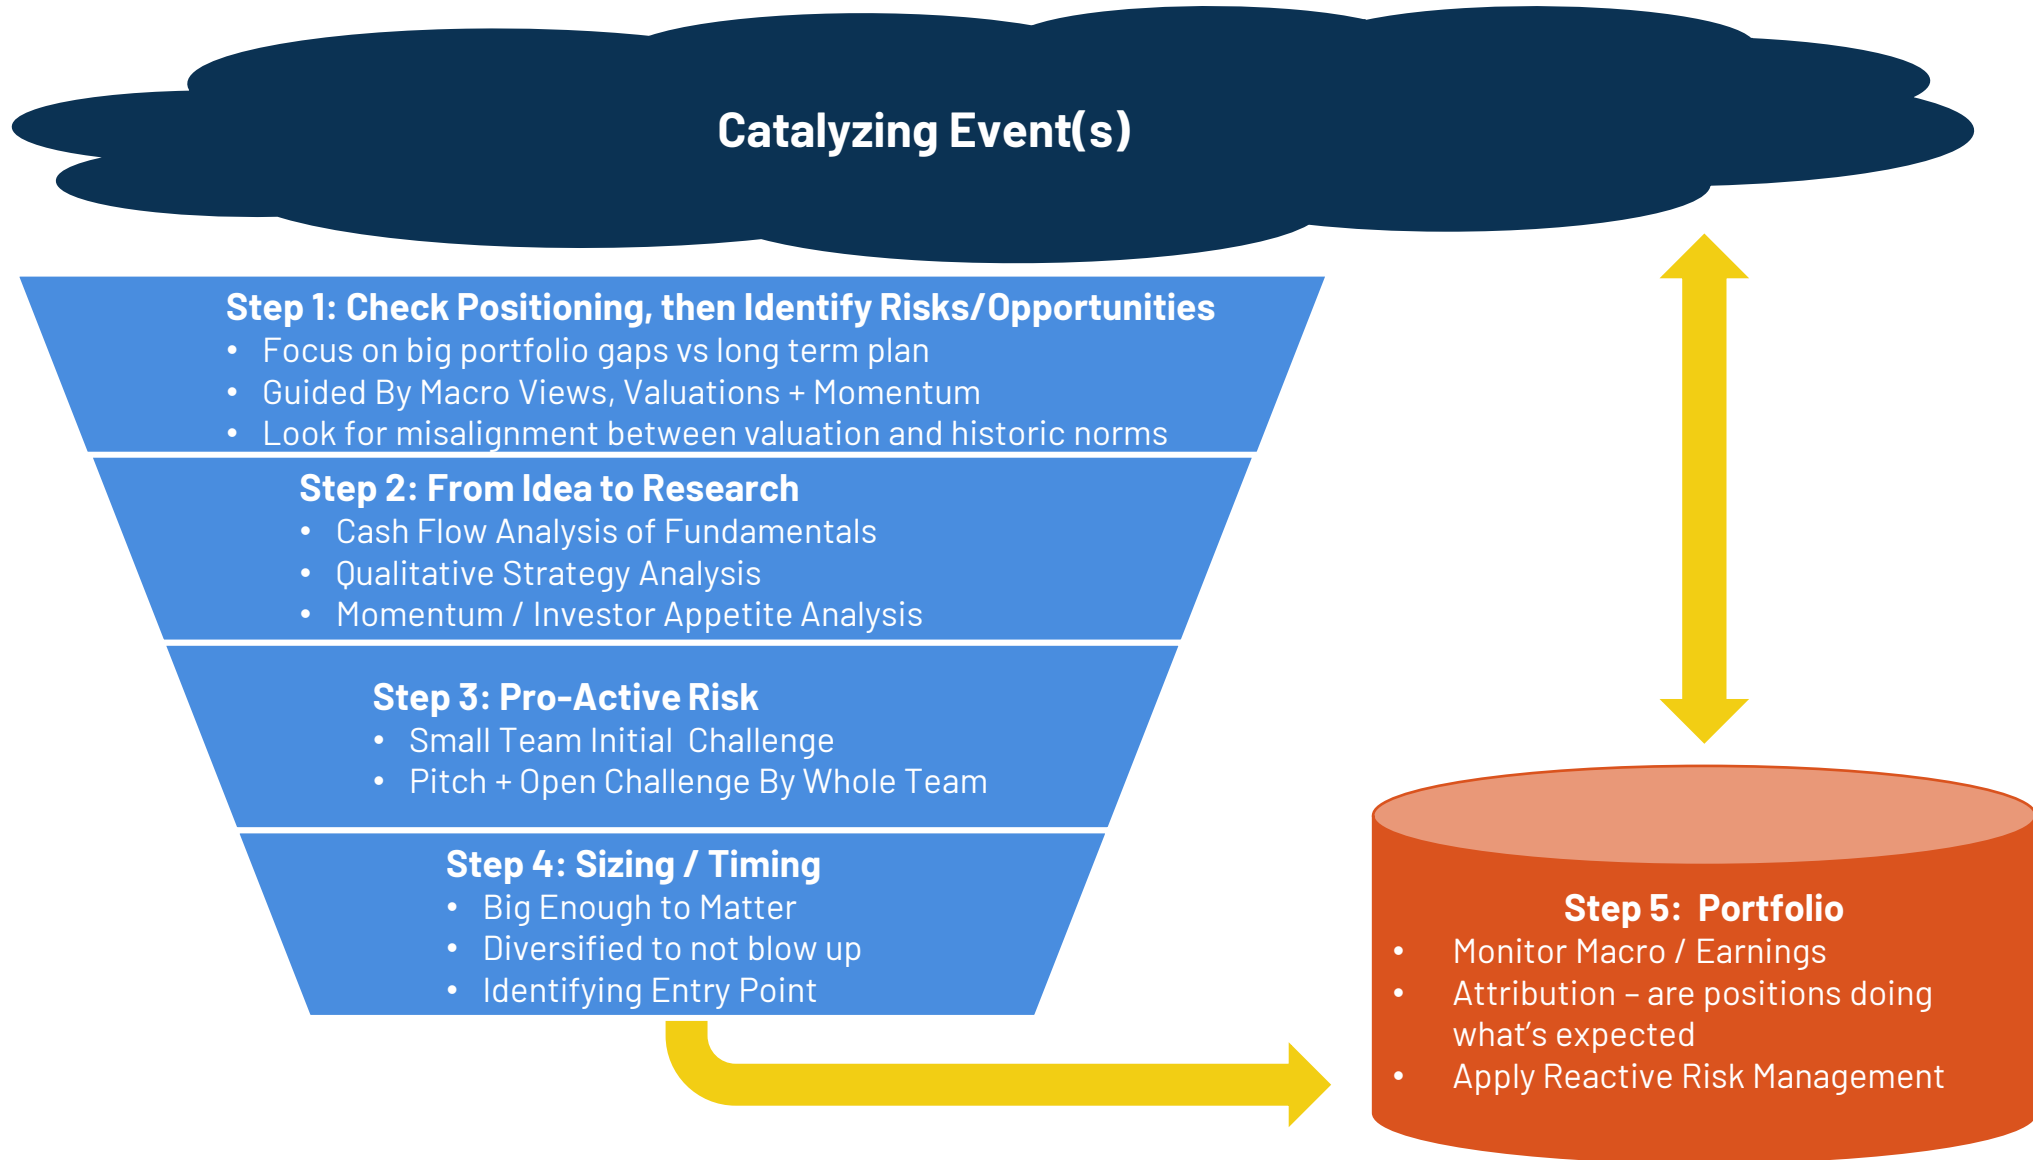 Catalyzing Event(s)
Step 1: Check Positioning, then Identify Risks/Opportunities
• Focus on big portfolio gaps vs long term plan
• Guided By Macro Views, Valuations + Momentum
• Look for misalignment between valuation and historic norms
Step 2: From Idea to Research
• Cash Flow Analysis of Fundamentals
• Qualitative Strategy Analysis
• Momentum / Investor Appetite Analysis
Step 3: Pro-Active Risk
• Small Team Initial  Challenge
• Pitch + Open Challenge By Whole Team
Step 4: Sizing / Timing
• Big Enough to Matter
• Diversified to not blow up
• Identifying Entry Point
Step 5:  Portfolio
• Monitor Macro / Earnings
• Attribution – are positions doing
what’s expected
• Apply Reactive Risk Management